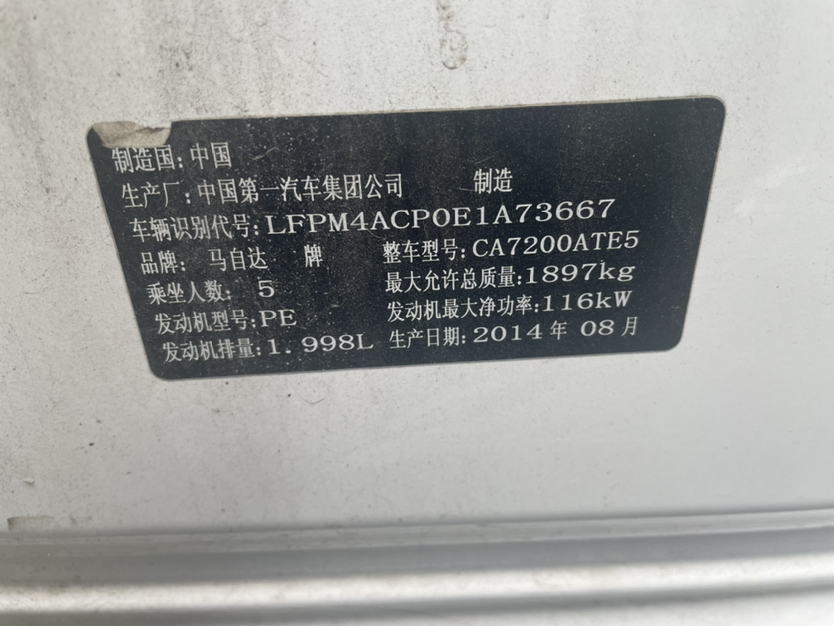 制造国:中国
生产厂:中国第一汽车集团公司 制造
车辆识别代号:LFPM4ACP0E1A73667
品牌: 马自达 牌 整车型号:CA7200ATE5
乘坐人数: 5 最大允许总质量:1897kg
发动机型号:PE 发动机最大净功率:116kW
发动机排量:1.998L 生产日期:2014年 08月